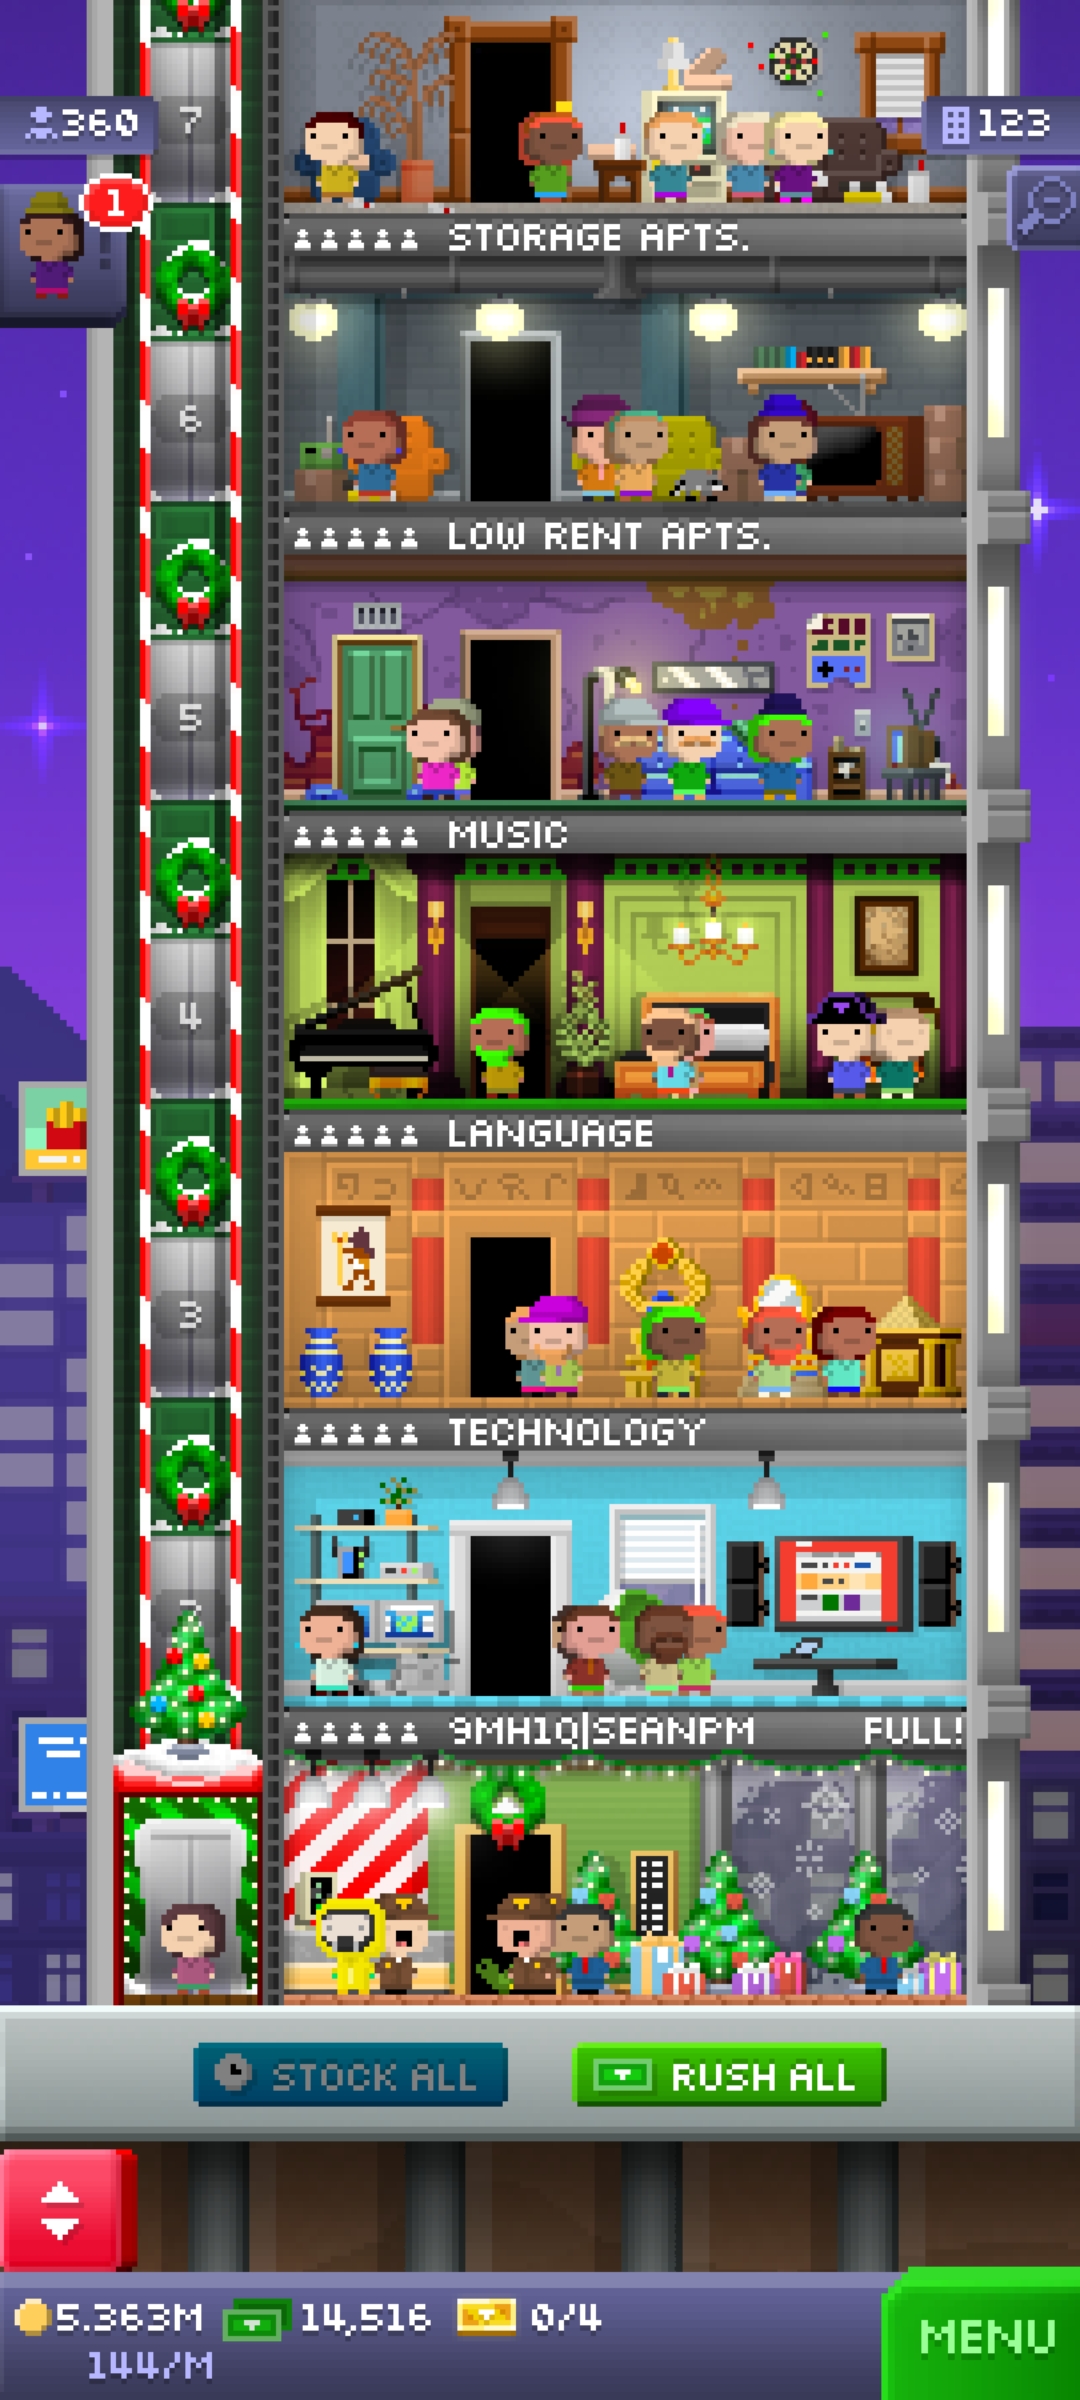 7
360
123
1
STORAGE APTS.
6
LOW RENT APTS.
5
MUSIC
4
LANGUAGE
3
TECHNOLOGY
9MH1Q|SEANPM FULL!
STOCK ALL
RUSH ALL
5.363M 14,516 0/4
144/M
MENU